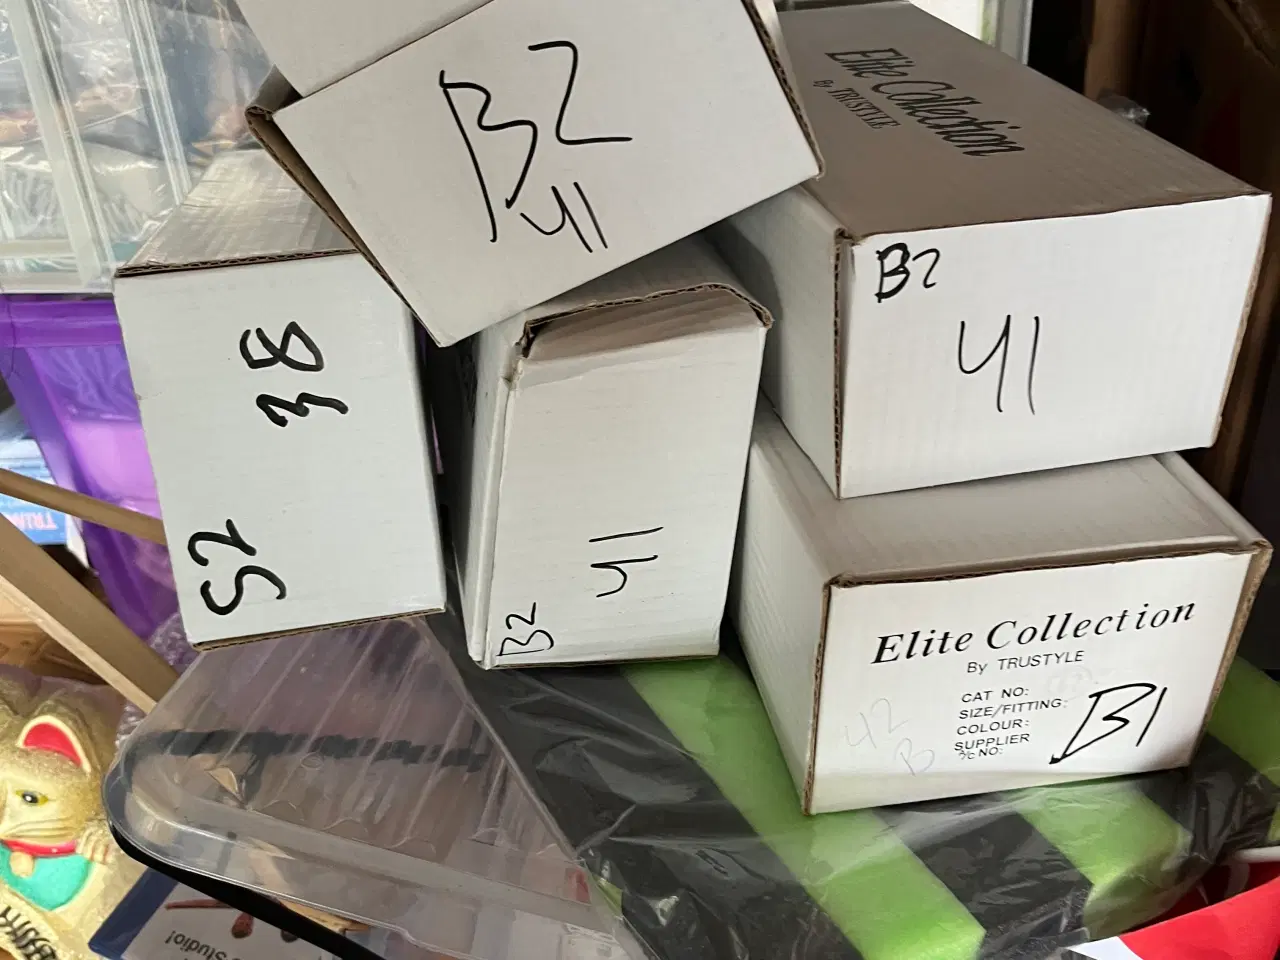 B2
41
Elite Collection
By TRUSTYLE
B2
41
38
S2
41
B2
Elite Collection
By TRUSTYLE
CAT NO:
SIZE/FITTING:
COLOUR:
SUPPLIER
A/C NO:
B1
42
B
Studio!